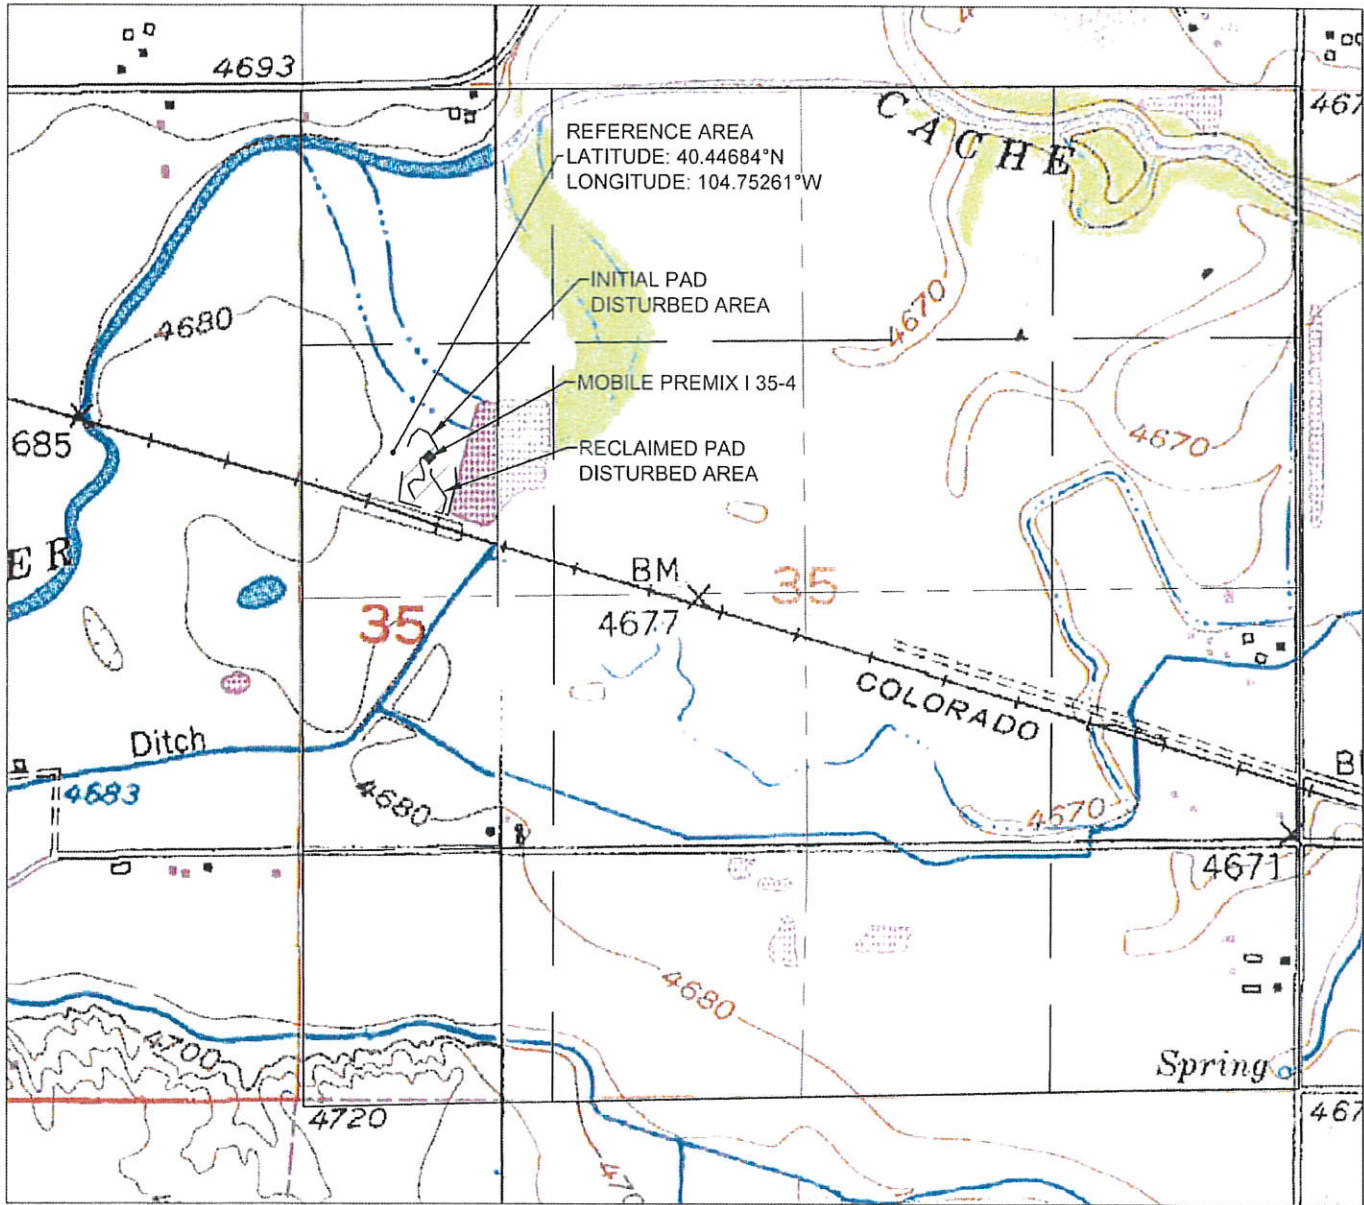 4693
467
CACHE
REFERENCE AREA
LATITUDE: 40.44684°N
LONGITUDE: 104.75261°W
INITIAL PAD
DISTURBED AREA
4670
4680
MOBILE PREMIX I 35-4
685
4670
RECLAIMED PAD
DISTURBED AREA
ER
BM
35
4677
35
COLORADO
Ditch
B
4683
4680
4670
4671
4680
4700
Spring
4720
467